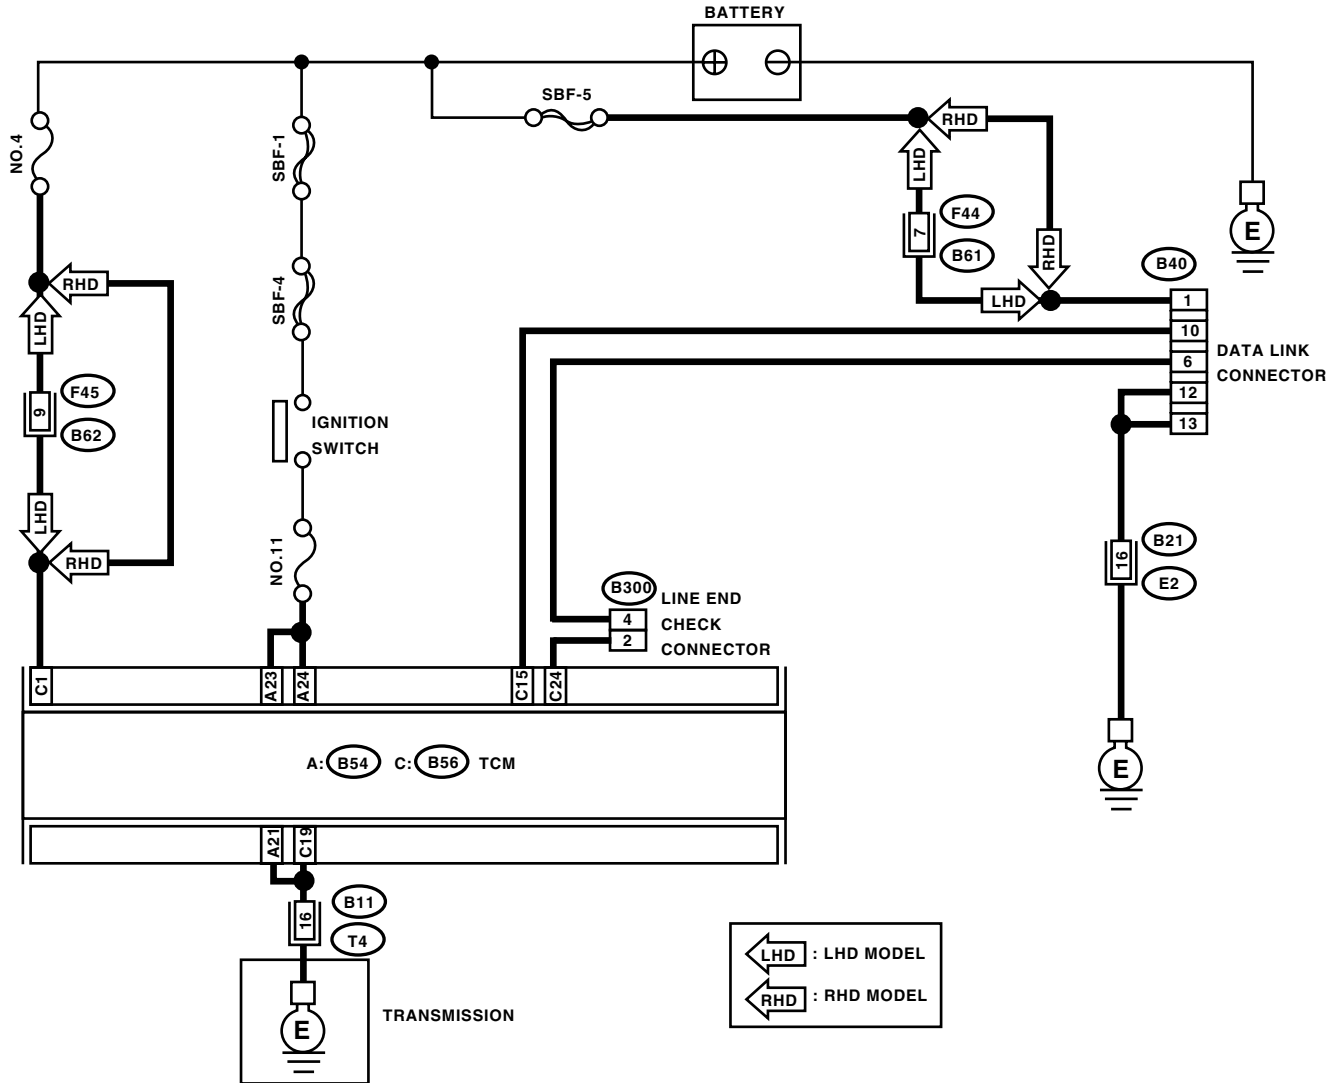 BATTERY
SBF-5
NO.4
SBF-1
RHD
LHD
F44
7
B61
RHD
E
B40
RHD
SBF-4
LHD
1
LHD
10
DATA LINK
6
CONNECTOR
12
13
F45
9
B62
IGNITION
SWITCH
LHD
RHD
NO.11
B21
16
E2
B300
LINE END
4
CHECK
2
CONNECTOR
C1
A23
A24
C15
C24
A: B54 C: B56 TCM
E
A21
C19
B11
16
T4
E
TRANSMISSION
LHD : LHD MODEL
RHD : RHD MODEL